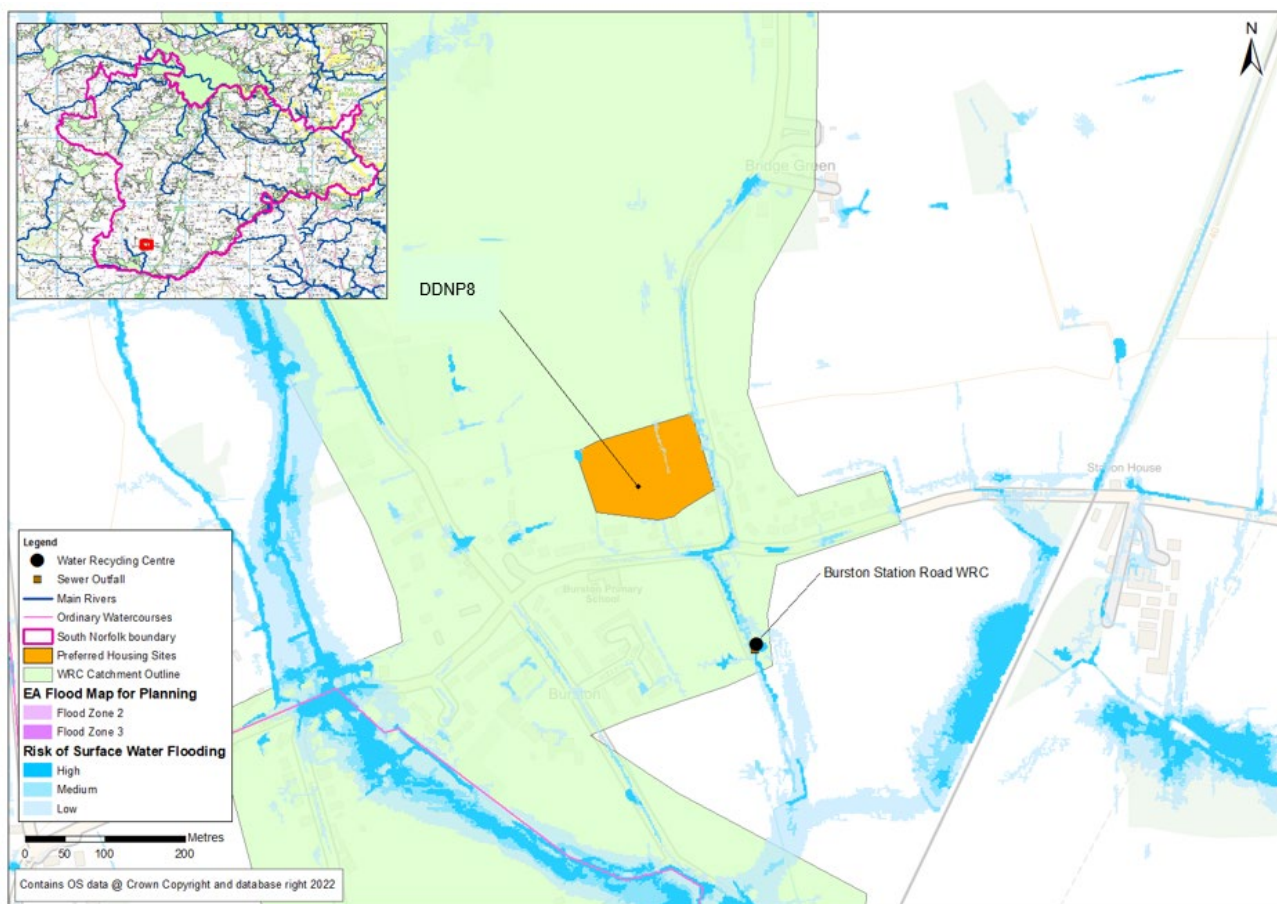 N
Bridge Green
DDNP8
Station House
Burston Station Road WRC
Burston Primary
School
Burston
Legend
Water Recycling Centre
Sewer Outfall
Main Rivers
Ordinary Watercourses
South Norfolk boundary
Preferred Housing Sites
WRC Catchment Outline
EA Flood Map for Planning
Flood Zone 2
Flood Zone 3
Risk of Surface Water Flooding
High
Medium
Low
Metres
0 50 100 200
Contains OS data @ Crown Copyright and database right 2022